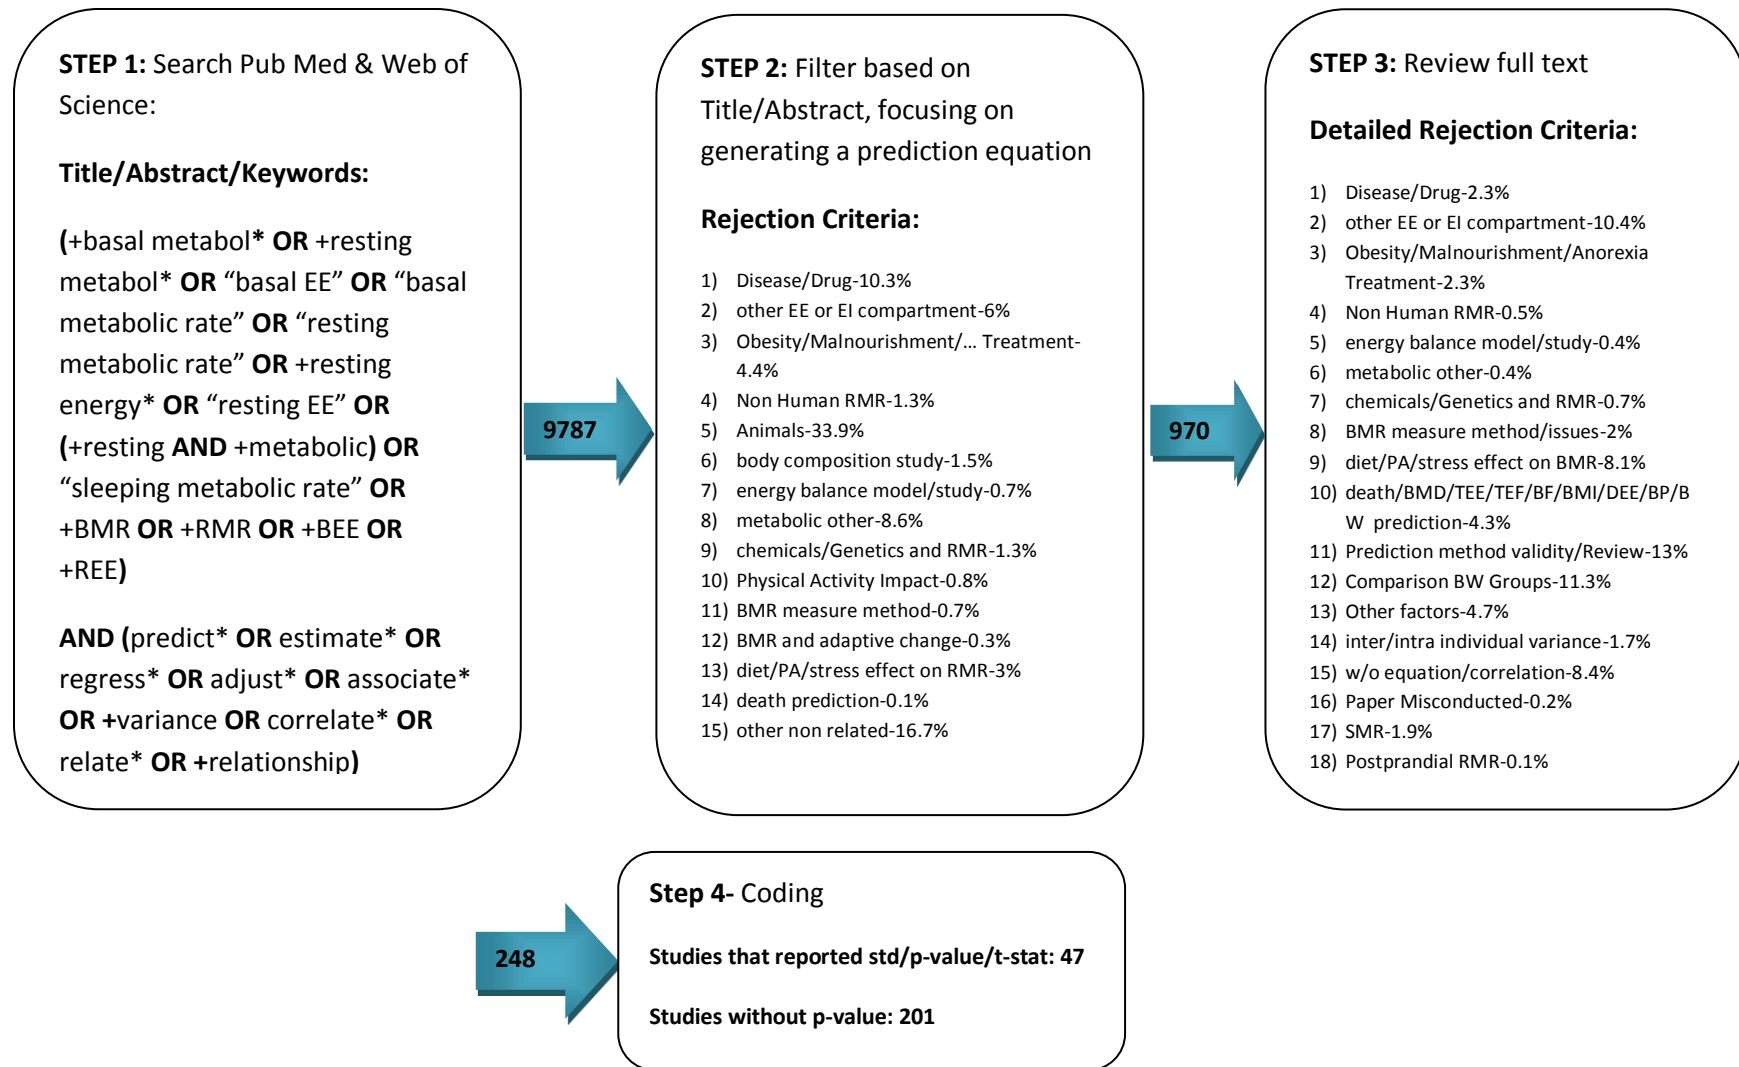 STEP 1: Search Pub Med & Web of
Science:
Title/Abstract/Keywords:
(+basal metabol* OR +resting
metabol* OR “basal EE” OR “basal
metabolic rate” OR “resting
metabolic rate” OR +resting
energy* OR “resting EE” OR
(+resting AND +metabolic) OR
“sleeping metabolic rate” OR
+BMR OR +RMR OR +BEE OR
+REE)
AND (predict* OR estimate* OR
regress* OR adjust* OR associate*
OR +variance OR correlate* OR
relate* OR +relationship)
9787
STEP 2: Filter based on
Title/Abstract, focusing on
generating a prediction equation
Rejection Criteria:
1) Disease/Drug-10.3%
2) other EE or EI compartment-6%
3) Obesity/Malnourishment/... Treatment-
4.4%
4) Non Human RMR-1.3%
5) Animals-33.9%
6) body composition study-1.5%
7) energy balance model/study-0.7%
8) metabolic other-8.6%
9) chemicals/Genetics and RMR-1.3%
10) Physical Activity Impact-0.8%
11) BMR measure method-0.7%
12) BMR and adaptive change-0.3%
13) diet/PA/stress effect on RMR-3%
14) death prediction-0.1%
15) other non related-16.7%
970
STEP 3: Review full text
Detailed Rejection Criteria:
1) Disease/Drug-2.3%
2) other EE or EI compartment-10.4%
3) Obesity/Malnourishment/Anorexia
Treatment-2.3%
4) Non Human RMR-0.5%
5) energy balance model/study-0.4%
6) metabolic other-0.4%
7) chemicals/Genetics and RMR-0.7%
8) BMR measure method/issues-2%
9) diet/PA/stress effect on BMR-8.1%
10) death/BMD/TEE/TEF/BF/BMI/DEE/BP/B
W prediction-4.3%
11) Prediction method validity/Review-13%
12) Comparison BW Groups-11.3%
13) Other factors-4.7%
14) inter/intra individual variance-1.7%
15) w/o equation/correlation-8.4%
16) Paper Misconducted-0.2%
17) SMR-1.9%
18) Postprandial RMR-0.1%
248
Step 4- Coding
Studies that reported std/p-value/t-stat: 47
Studies without p-value: 201